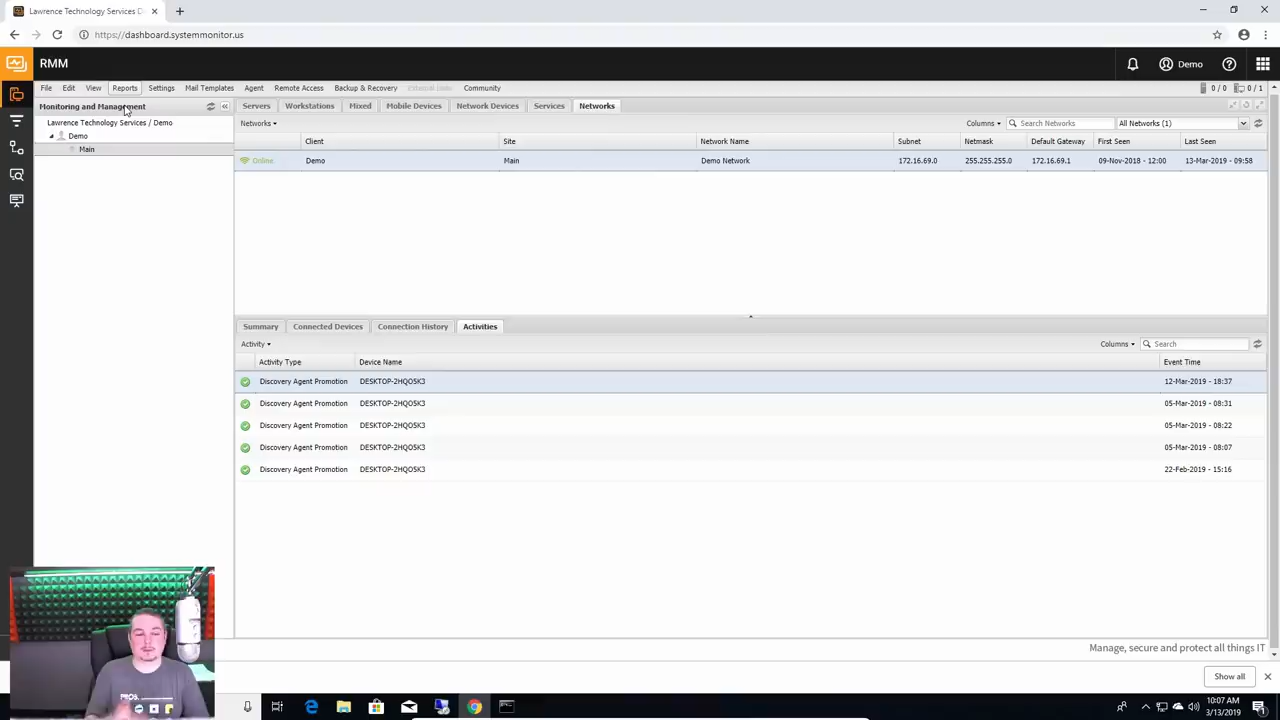 Lawrence Technology Services D
https://dashboard.systemmonitor.us
RMM
Demo
File Edit View Reports Settings Mail Templates Agent Remote Access Backup & Recovery External Links Community
0 / 0 0 / 1
Monitoring and Management
Servers Workstations Mixed Mobile Devices Network Devices Services Networks
Lawrence Technology Services / Demo
Demo
Main
Networks Columns Search Networks All Networks (1)
Client Site Network Name Subnet Netmask Default Gateway First Seen Last Seen
Online Demo Main Demo Network 172.16.69.0 255.255.255.0 172.16.69.1 09-Nov-2018 - 12:00 13-Mar-2019 - 09:58
Summary Connected Devices Connection History Activities
Activity Columns Search
Activity Type Device Name Event Time
Discovery Agent Promotion DESKTOP-2HQOSK3 12-Mar-2019 - 18:37
Discovery Agent Promotion DESKTOP-2HQOSK3 05-Mar-2019 - 08:31
Discovery Agent Promotion DESKTOP-2HQOSK3 05-Mar-2019 - 08:22
Discovery Agent Promotion DESKTOP-2HQOSK3 05-Mar-2019 - 08:07
Discovery Agent Promotion DESKTOP-2HQOSK3 22-Feb-2019 - 15:16
Manage, secure and protect all things IT
Show all
PROB
10:07 AM
3/13/2019